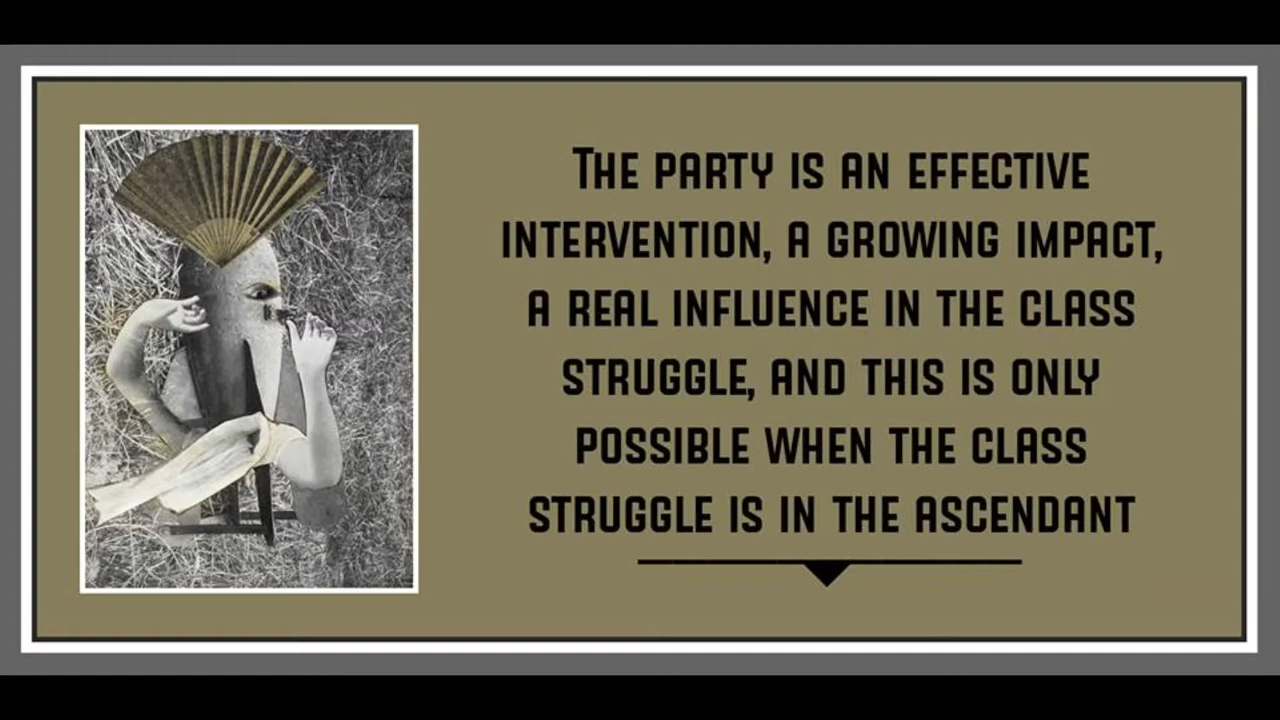 The party is an effective
intervention, a growing impact,
a real influence in the class
struggle, and this is only
possible when the class
struggle is in the ascendant